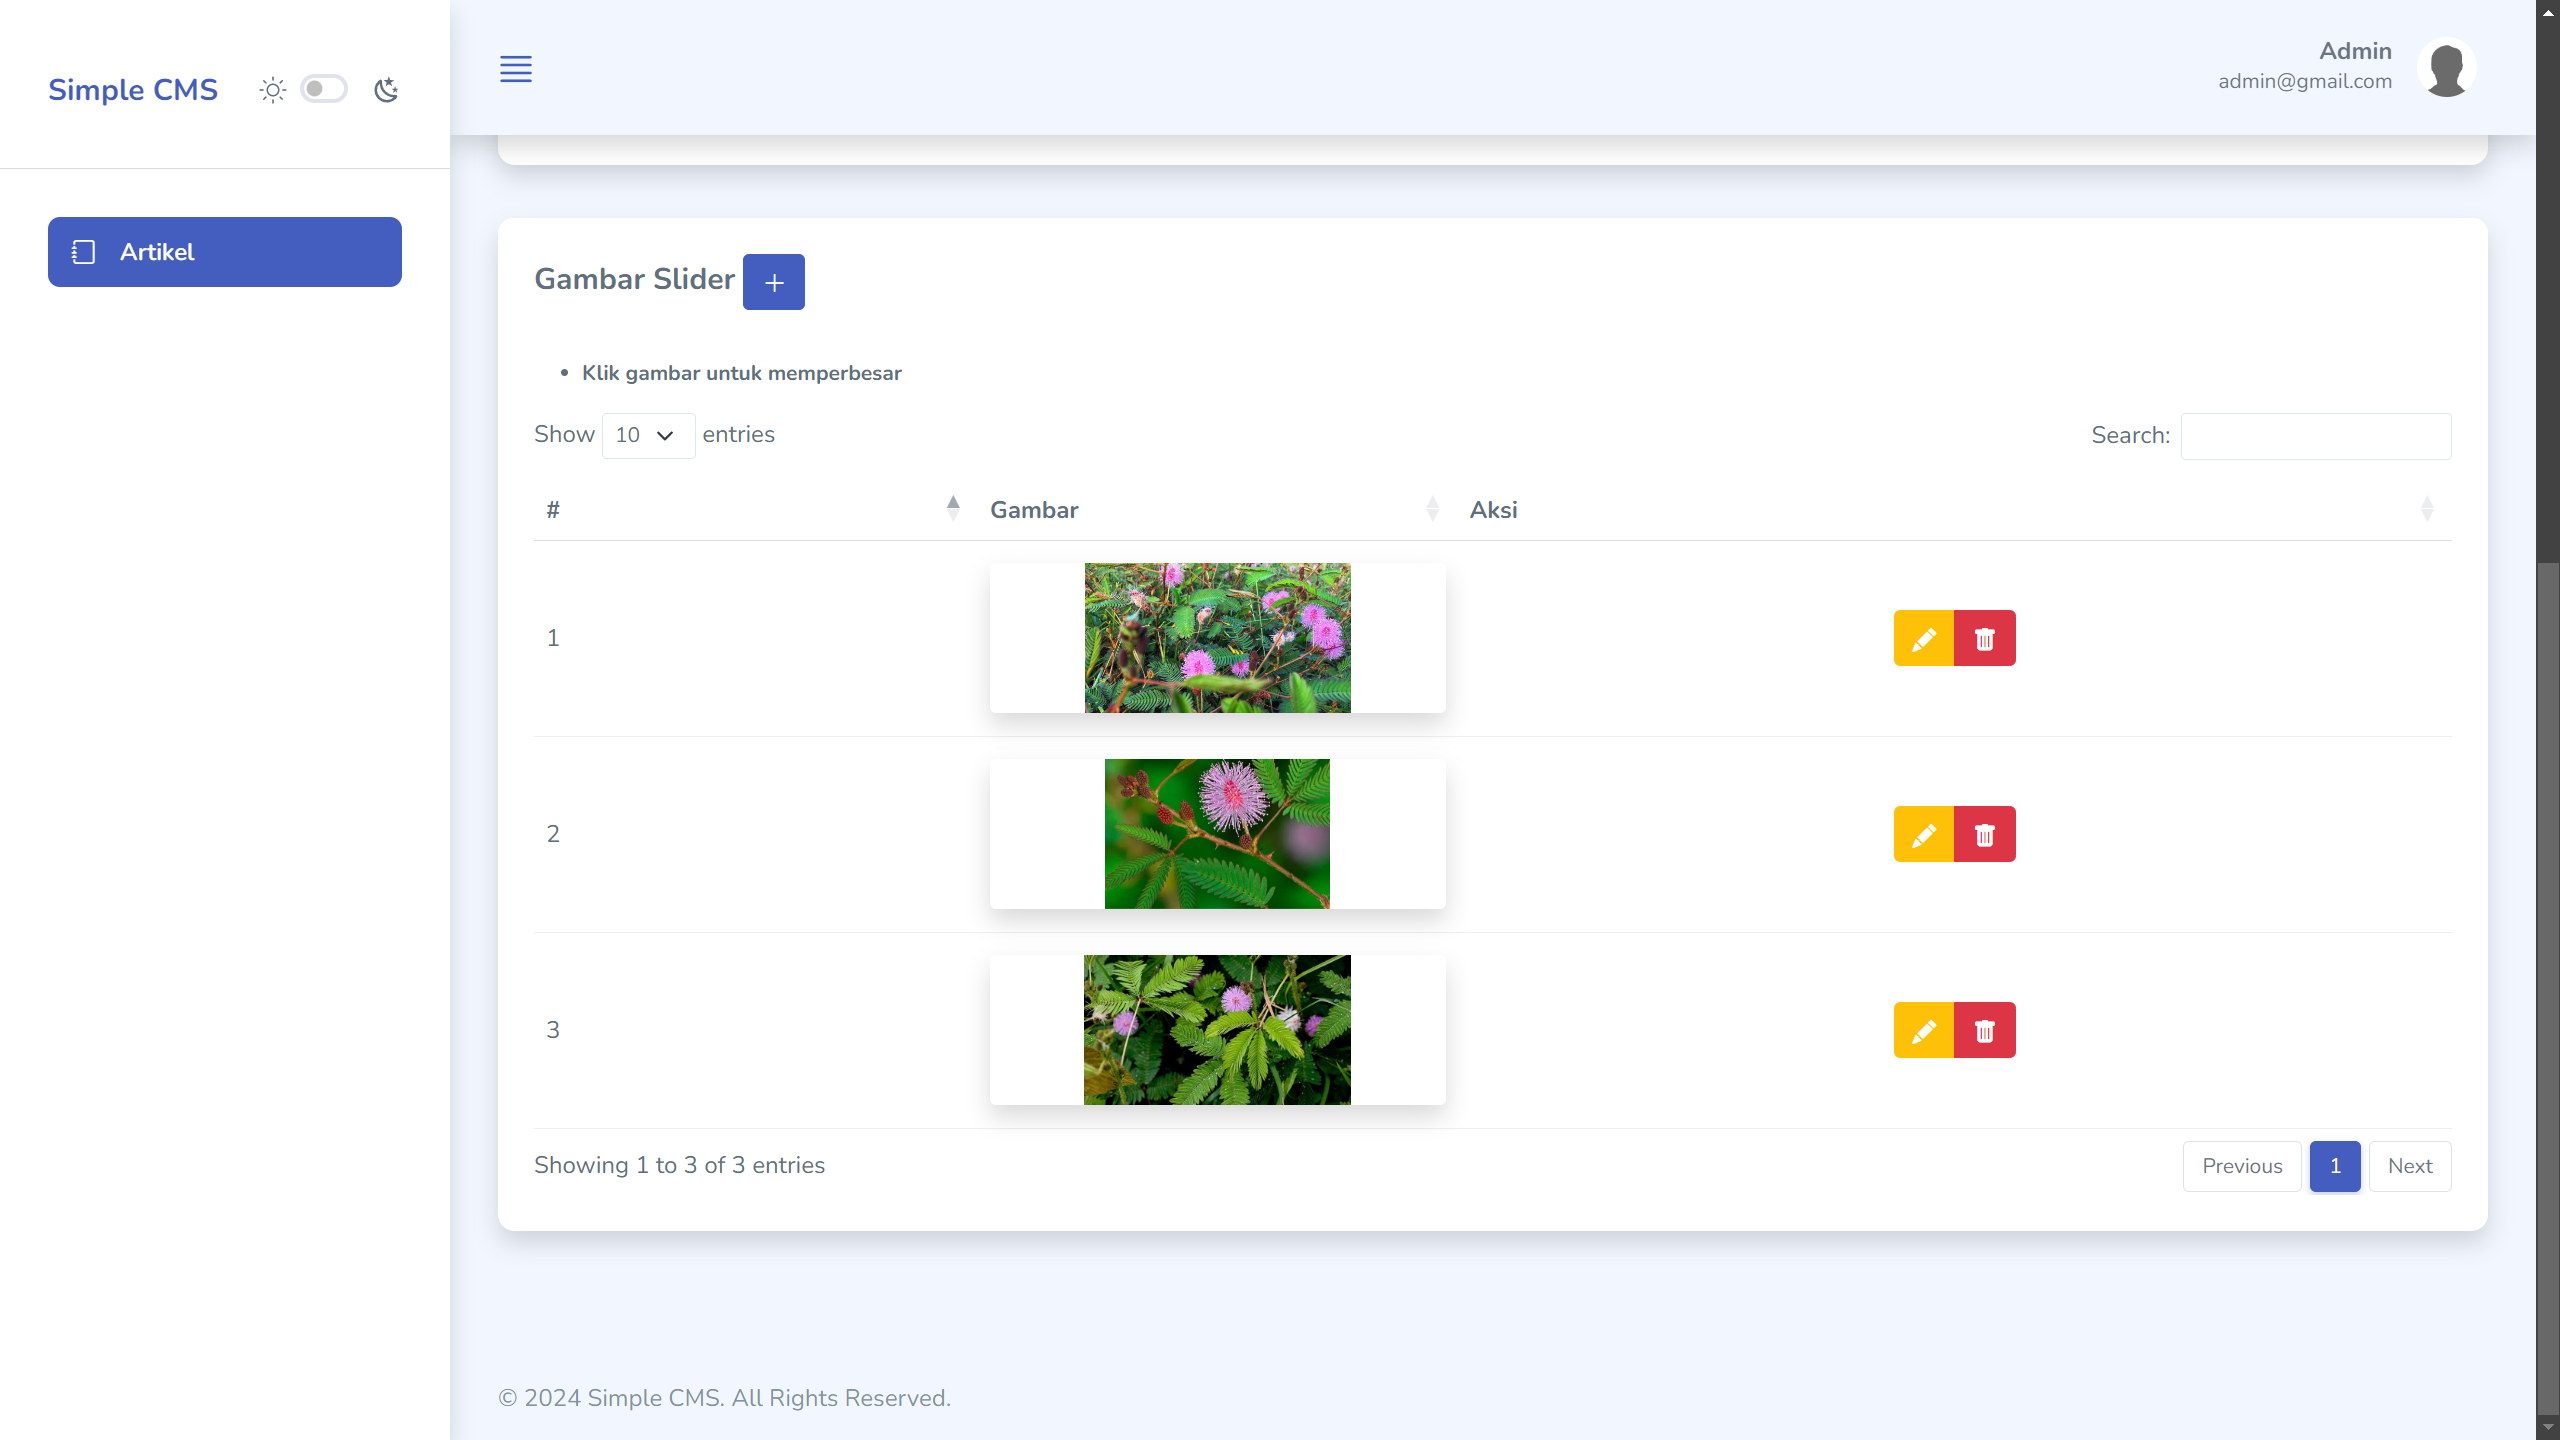 Simple CMS
Admin
admin@gmail.com
Artikel
Gambar Slider
Klik gambar untuk memperbesar
Show 10 entries
Search:
# Gambar Aksi
1
2
3
Showing 1 to 3 of 3 entries
Previous 1 Next
© 2024 Simple CMS. All Rights Reserved.